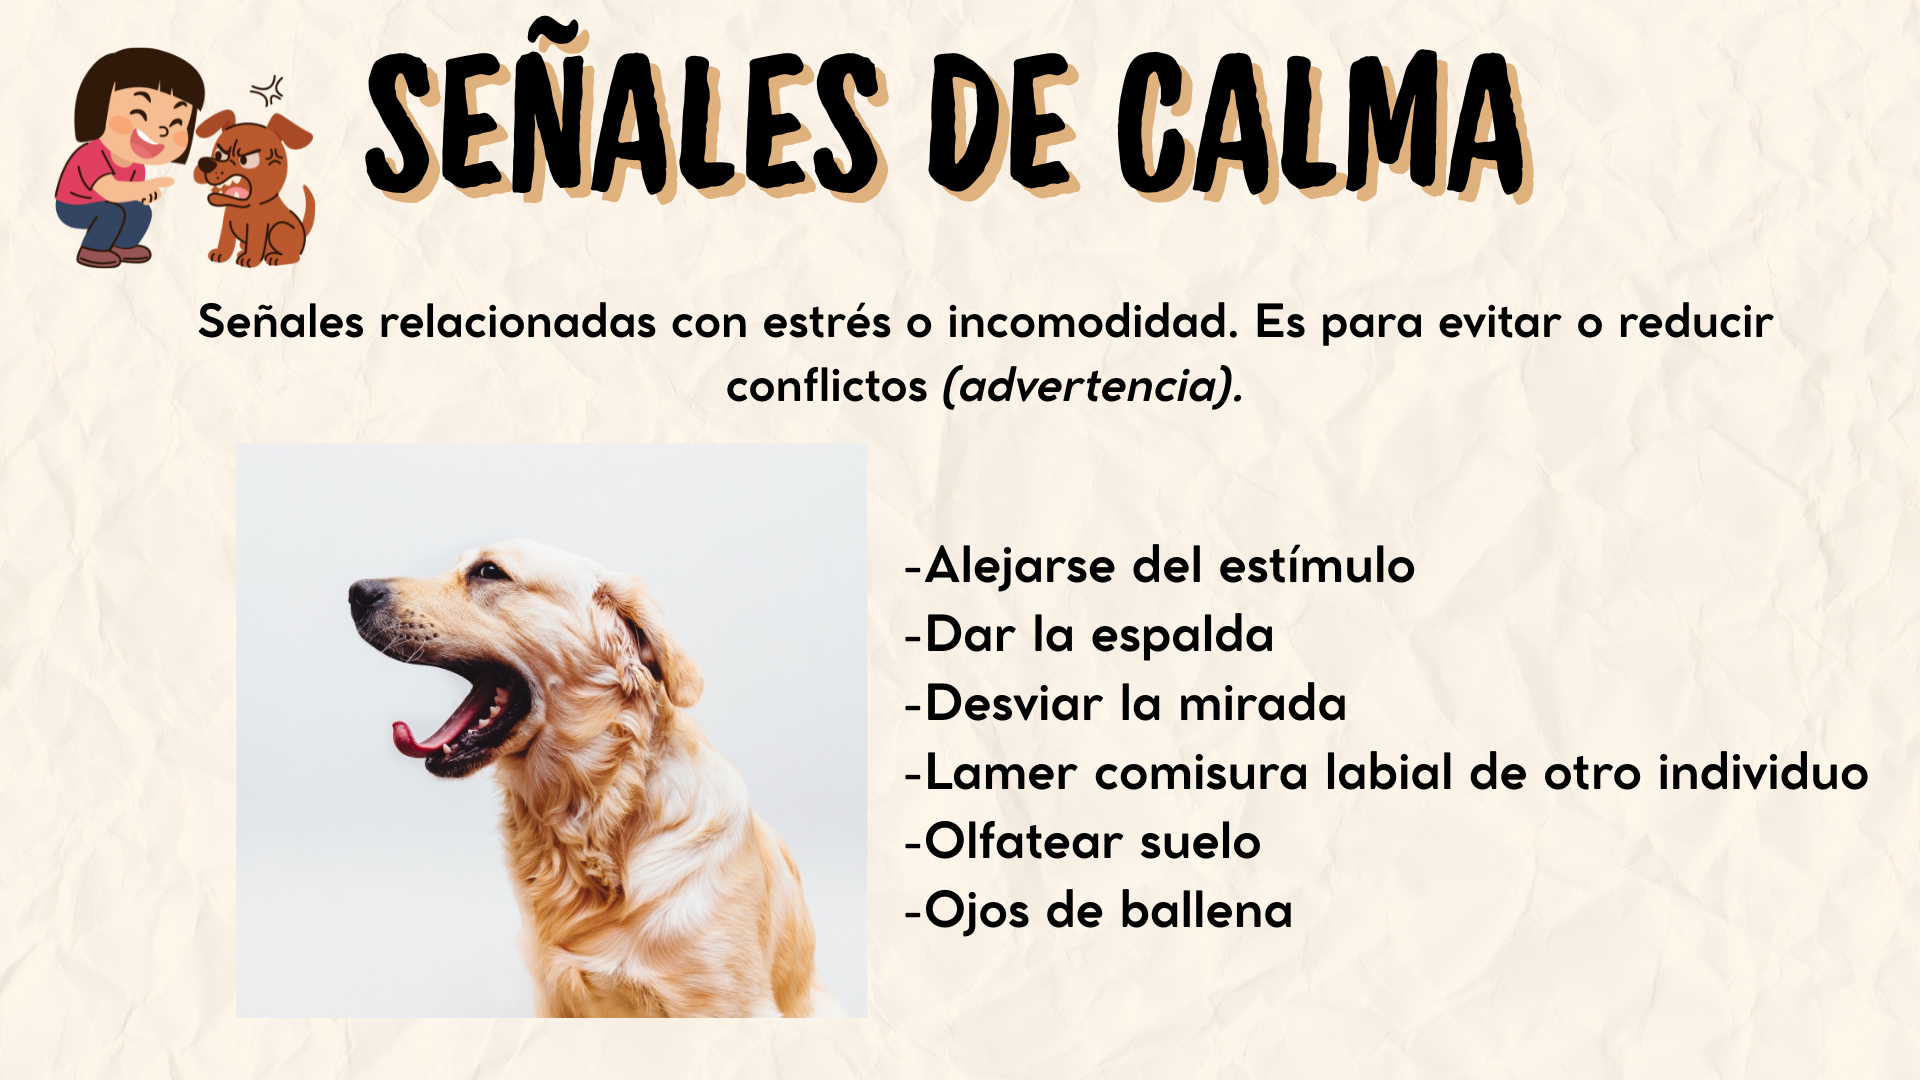 SEÑALES DE CALMA
Señales relacionadas con estrés o incomodidad. Es para evitar o reducir
conflictos (advertencia).
-Alejarse del estímulo
-Dar la espalda
-Desviar la mirada
-Lamer comisura labial de otro individuo
-Olfatear suelo
-Ojos de ballena